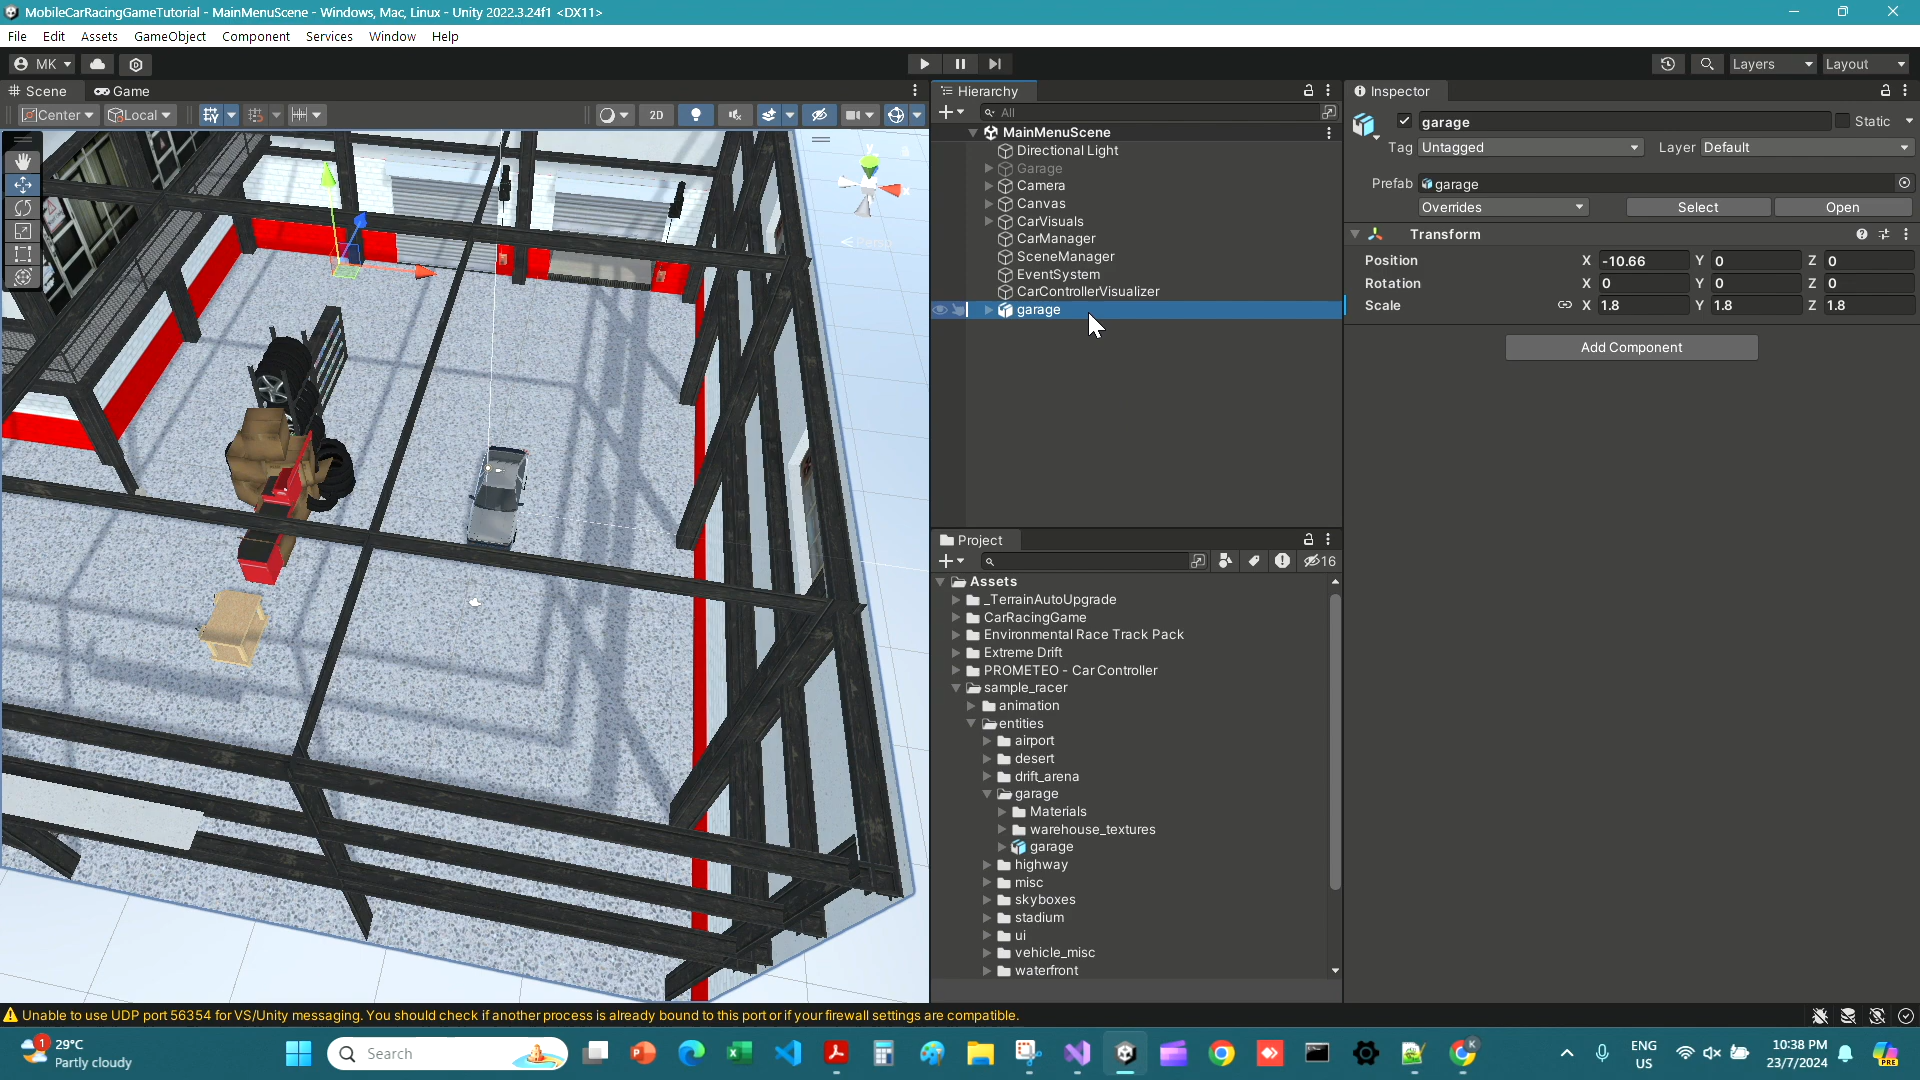 MobileCarRacingGameTutorial - MainMenuScene - Windows, Mac, Linux - Unity 2022.3.24f1 <DX11>
File Edit Assets GameObject Component Services Window Help
MK
Layers Layout
Scene Game
Center Local 2D
Persp
Hierarchy
All
MainMenuScene
Directional Light
Garage
Camera
Canvas
CarVisuals
CarManager
SceneManager
EventSystem
CarControllerVisualizer
garage
Project
16
Assets
_TerrainAutoUpgrade
CarRacingGame
Environmental Race Track Pack
Extreme Drift
PROMETEO - Car Controller
sample_racer
animation
entities
airport
desert
drift_arena
garage
Materials
warehouse_textures
garage
highway
misc
skyboxes
stadium
ui
vehicle_misc
waterfront
Inspector
garage Static
Tag Untagged Layer Default
Prefab garage
Overrides Select Open
Transform
Position X -10.66 Y 0 Z 0
Rotation X 0 Y 0 Z 0
Scale X 1.8 Y 1.8 Z 1.8
Add Component
Unable to use UDP port 56354 for VS/Unity messaging. You should check if another process is already bound to this port or if your firewall settings are compatible.
1
29°C
Partly cloudy
Search
K
ENG
US
10:38 PM
23/7/2024
PRE